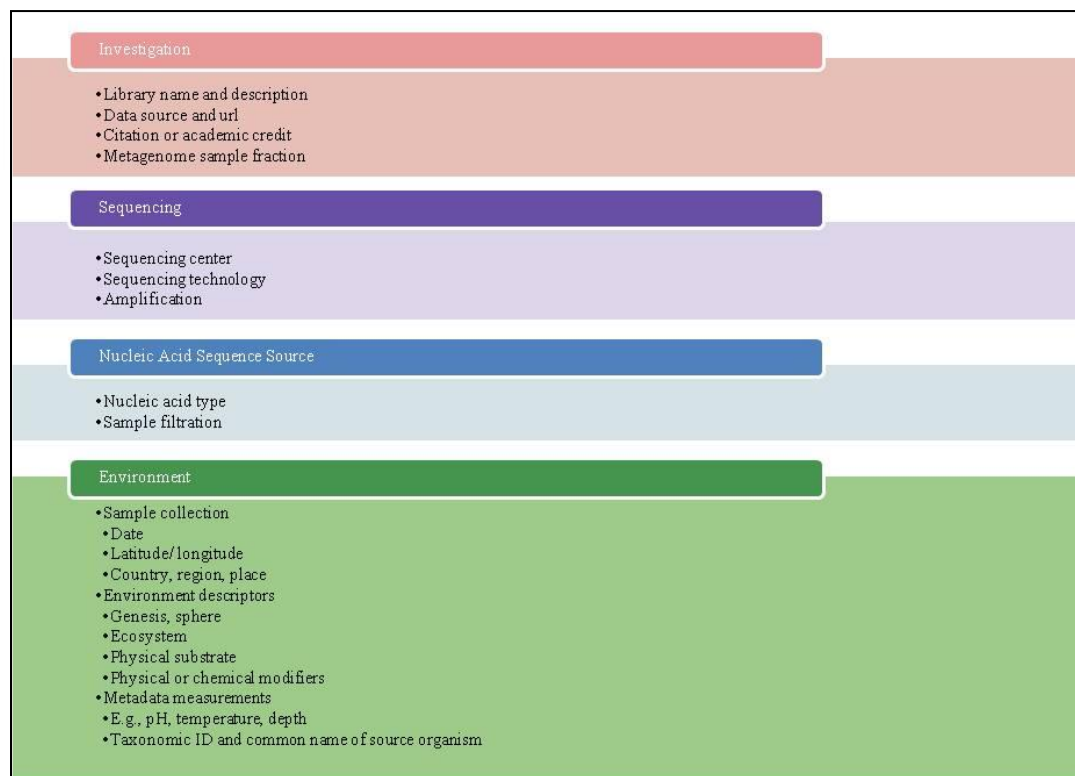 Investigation
•Library name and description
•Data source and url
•Citation or academic credit
•Metagenome sample fraction
Sequencing
•Sequencing center
•Sequencing technology
•Amplification
Nucleic Acid Sequence Source
•Nucleic acid type
•Sample filtration
Environment
•Sample collection
•Date
•Latitude/ longitude
•Country, region, place
•Environment descriptors
•Genesis, sphere
•Ecosystem
•Physical substrate
•Physical or chemical modifiers
•Metadata measurements
•E.g., pH, temperature, depth
•Taxonomic ID and common name of source organism